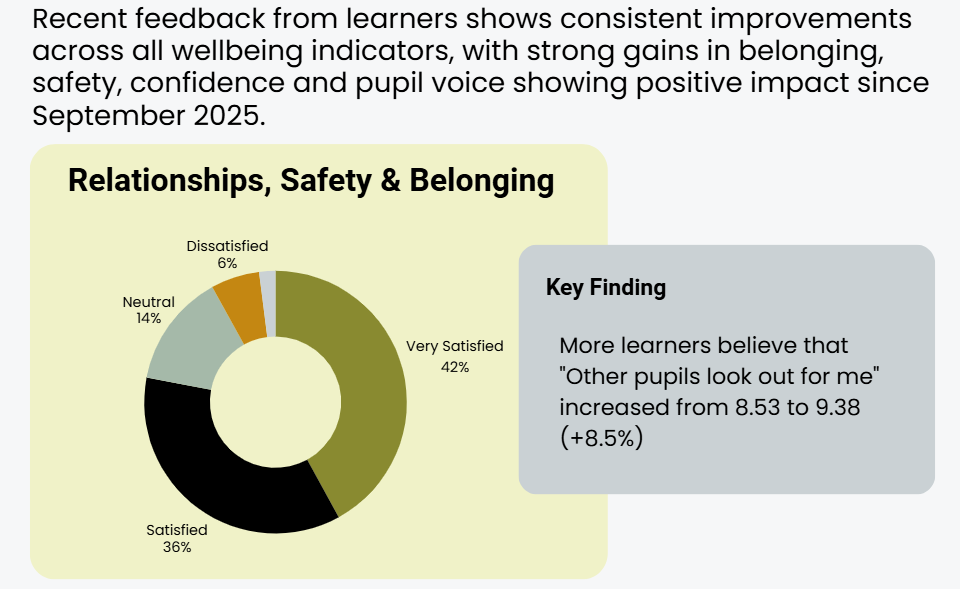 Recent feedback from learners shows consistent improvements
across all wellbeing indicators, with strong gains in belonging,
safety, confidence and pupil voice showing positive impact since
September 2025.
Relationships, Safety & Belonging
Dissatisfied
6%
Neutral
14%
Very Satisfied
42%
Satisfied
36%
Key Finding
More learners believe that
"Other pupils look out for me"
increased from 8.53 to 9.38
(+8.5%)